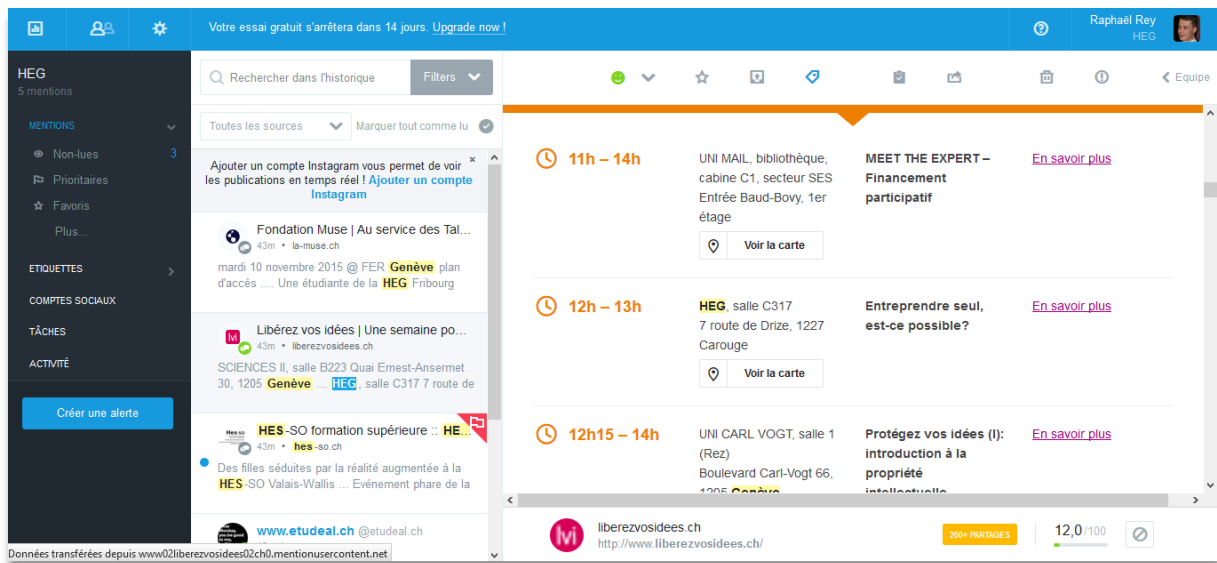 Votre essai gratuit s'arrêtera dans 14 jours. Upgrade now !
Raphaël Rey
HEG
HEG
5 mentions
MENTIONS
Non-lues 3
Prioritaires
Favoris
Plus...
ETIQUETTES
COMPTES SOCIAUX
TÂCHES
ACTIVITÉ
Créer une alerte
Rechercher dans l'historique
Filters
Toutes les sources
Marquer tout comme lu
Ajouter un compte Instagram vous permet de voir ×
les publications en temps réel ! Ajouter un compte
Instagram
Fondation Muse | Au service des Tal...
43m • la-muse.ch
mardi 10 novembre 2015 @ FER Genève plan
d'accès .... Une étudiante de la HEG Fribourg
lvi
Libérez vos idées | Une semaine po...
43m • liberezvosidees.ch
SCIENCES II, salle B223 Quai Ernest-Ansermet
30, 1205 Genève ... HEG, salle C317 7 route de
Hes·so
HES-SO formation supérieure :: HE...
43m • hes-so.ch
Des filles séduites par la réalité augmentée à la
HES-SO Valais-Wallis ... Evénement phare de la
www.etudeal.ch @etudeal.ch
Données transférées depuis www02liberezvosidees02ch0.mentionusercontent.net
Equipe
11h – 14h
UNI MAIL, bibliothèque,
cabine C1, secteur SES
Entrée Baud-Bovy, 1er
étage
Voir la carte
MEET THE EXPERT –
Financement
participatif
En savoir plus
12h – 13h
HEG, salle C317
7 route de Drize, 1227
Carouge
Voir la carte
Entreprendre seul,
est-ce possible?
En savoir plus
12h15 – 14h
UNI CARL VOGT, salle 1
(Rez)
Boulevard Carl-Vogt 66,
1205 Genève
Protégez vos idées (I):
introduction à la
propriété
intellectuelle
En savoir plus
lvi
liberezvosidees.ch
http://www.liberezvosidees.ch/
200+ PARTAGES
12,0/100